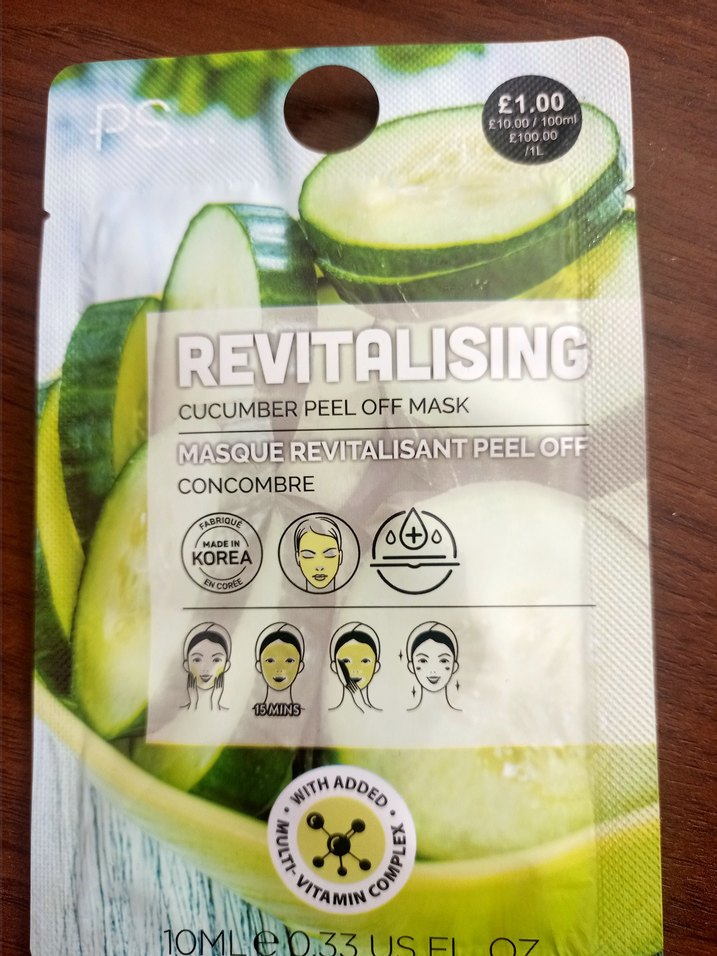 PS...
£1.00
£10.00 / 100ml
£100.00
/1L
REVITALISING
CUCUMBER PEEL OFF MASK
MASQUE REVITALISANT PEEL OFF
CONCOMBRE
FABRIQUÉ
MADE IN
KOREA
EN CORÉE
15 MINS
• WITH ADDED •
MULTI-VITAMIN COMPLEX
10ML e 0.33 US FL. OZ